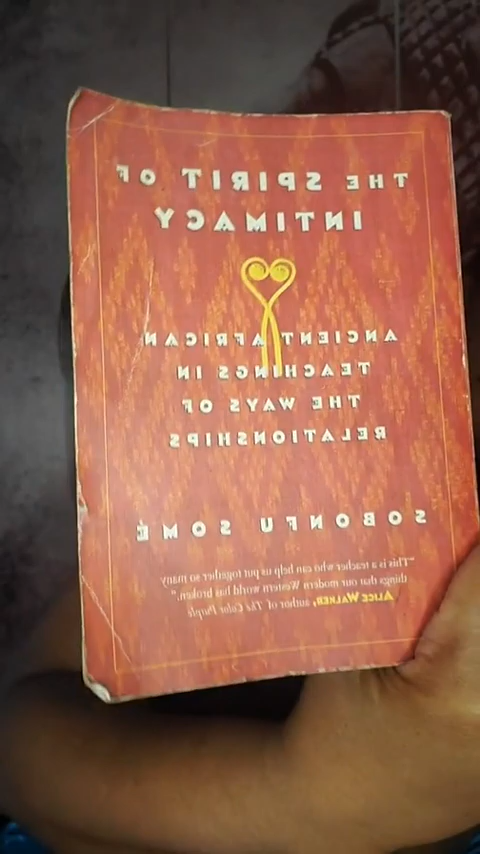 THE SPIRIT OF
INTIMACY
ANCIENT AFRICAN
TEACHINGS IN
THE WAYS OF
RELATIONSHIPS
SOBONFU SOMÉ
"This is a teacher who can help us put together so many
things that our modern Western world has broken."
ALICE WALKER, author of The Color Purple